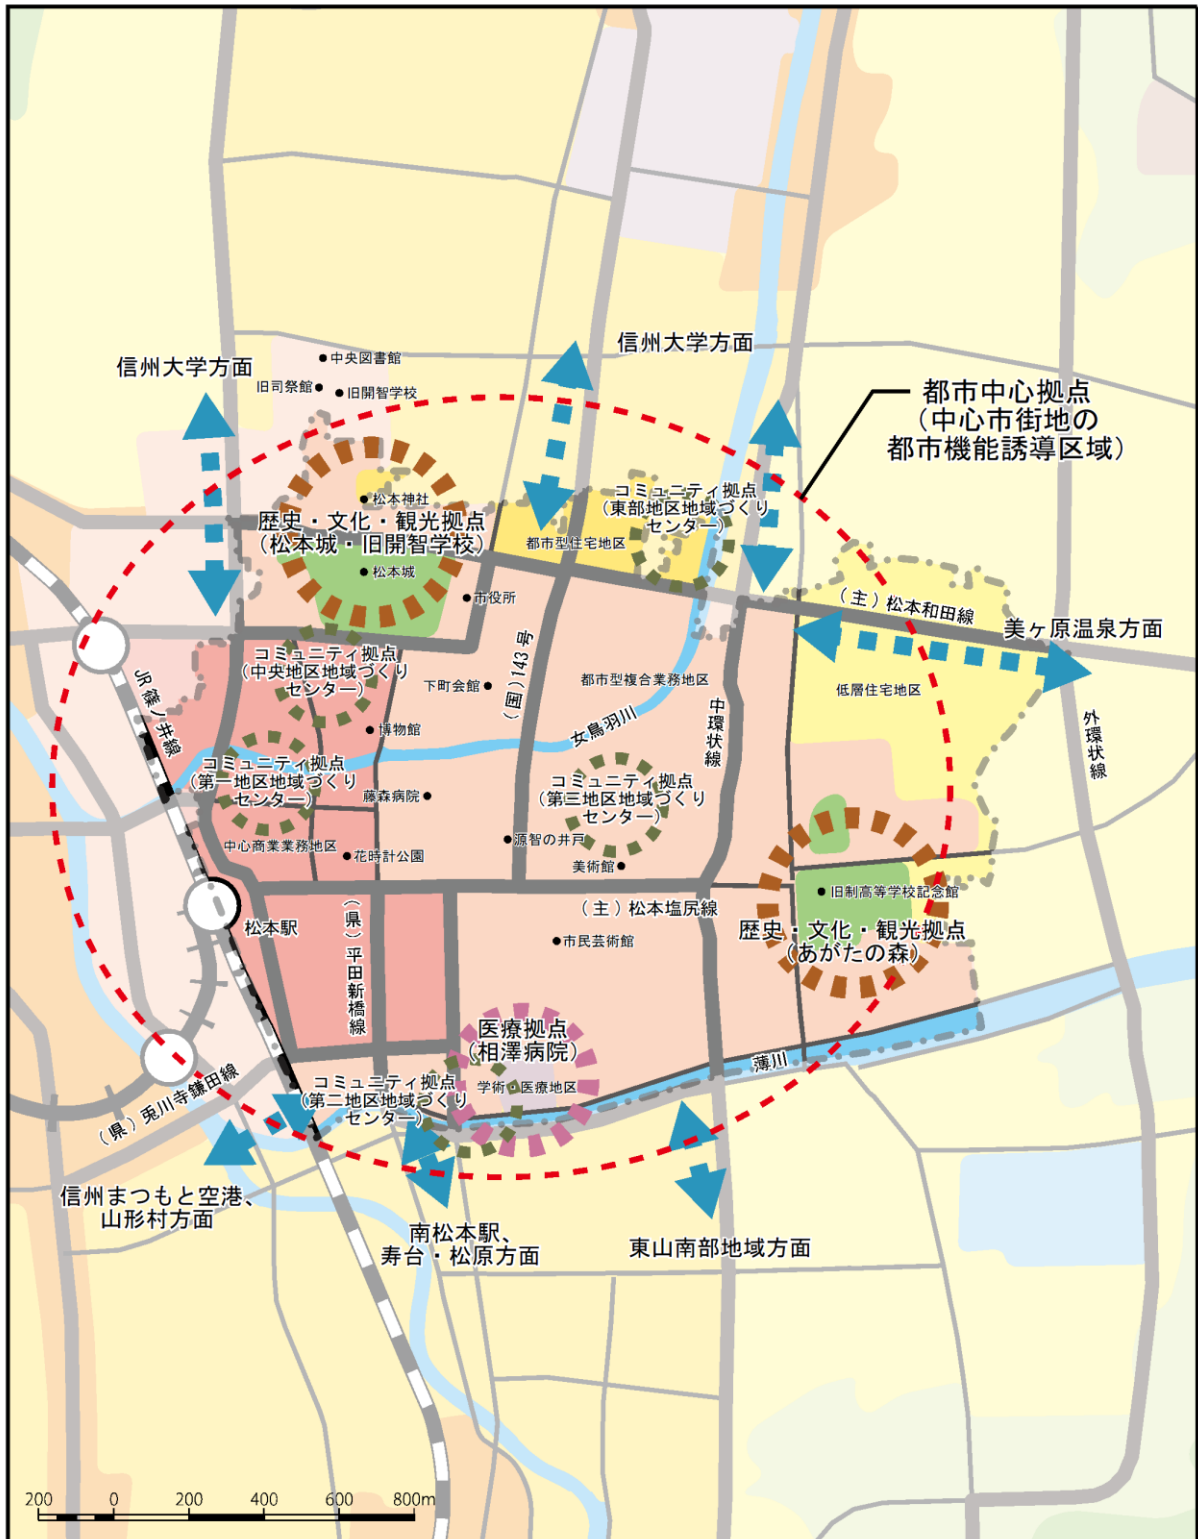 信州大学方面
中央図書館
旧司祭館
旧開智学校
信州大学方面
都市中心拠点
(中心市街地の
都市機能誘導区域)
松本神社
歴史・文化・観光拠点
(松本城・旧開智学校)
松本城
市役所
都市型住宅地区
コミュニティ拠点
(東部地区地域づくり
センター)
(主)松本和田線
美ヶ原温泉方面
JR篠ノ井線
コミュニティ拠点
(中央地区地域づくり
センター)
下町会館
(国)143号
都市型複合業務地区
低層住宅地区
博物館
女鳥羽川
中環状線
外環状線
コミュニティ拠点
(第一地区地域づくり
センター)
藤森病院
コミュニティ拠点
(第三地区地域づくり
センター)
中心商業業務地区
花時計公園
源智の井戸
美術館
旧制高等学校記念館
松本駅
(県)平田新橋線
(主)松本塩尻線
市民芸術館
歴史・文化・観光拠点
(あがたの森)
医療拠点
(相澤病院)
学術・医療地区
薄川
コミュニティ拠点
(第二地区地域づくり
センター)
(県)兎川寺鎌田線
信州まつもと空港、
山形村方面
南松本駅、
寿台・松原方面
東山南部地域方面
200 0 200 400 600 800m